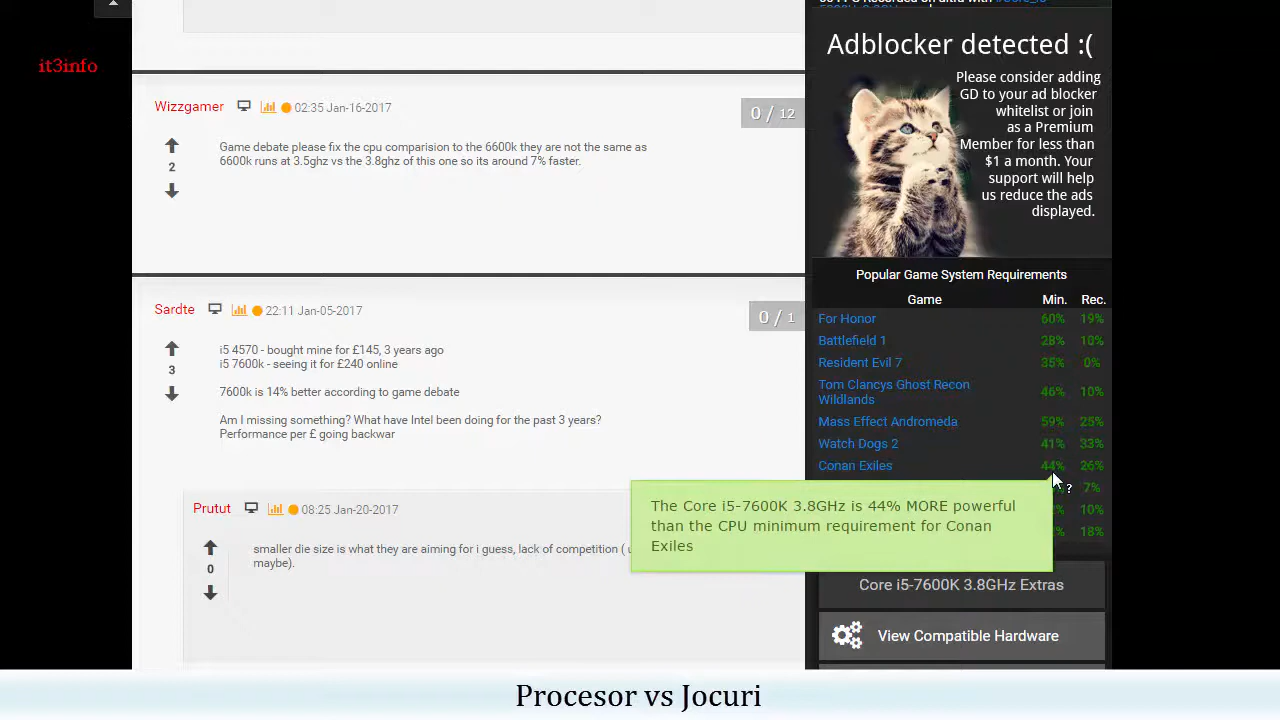 it3info
Wizzgamer 02:35 Jan-16-2017
0 / 12
2
Game debate please fix the cpu comparision to the 6600k they are not the same as
6600k runs at 3.5ghz vs the 3.8ghz of this one so its around 7% faster.
Sardte 22:11 Jan-05-2017
0 / 1
3
i5 4570 - bought mine for £145, 3 years ago
i5 7600k - seeing it for £240 online
7600k is 14% better according to game debate
Am I missing something? What have Intel been doing for the past 3 years?
Performance per £ going backwar
Prutut 08:25 Jan-20-2017
0
smaller die size is what they are aiming for i guess, lack of competition (
maybe).
Adblocker detected :(
Please consider adding
GD to your ad blocker
whitelist or join
as a Premium
Member for less than
$1 a month. Your
support will help
us reduce the ads
displayed.
Popular Game System Requirements
Game Min. Rec.
For Honor 60% 19%
Battlefield 1 28% 10%
Resident Evil 7 35% 0%
Tom Clancys Ghost Recon
Wildlands 46% 10%
Mass Effect Andromeda 59% 25%
Watch Dogs 2 41% 33%
Conan Exiles 44% 26%
7%
10%
18%
The Core i5-7600K 3.8GHz is 44% MORE powerful
than the CPU minimum requirement for Conan
Exiles
Core i5-7600K 3.8GHz Extras
View Compatible Hardware
Procesor vs Jocuri